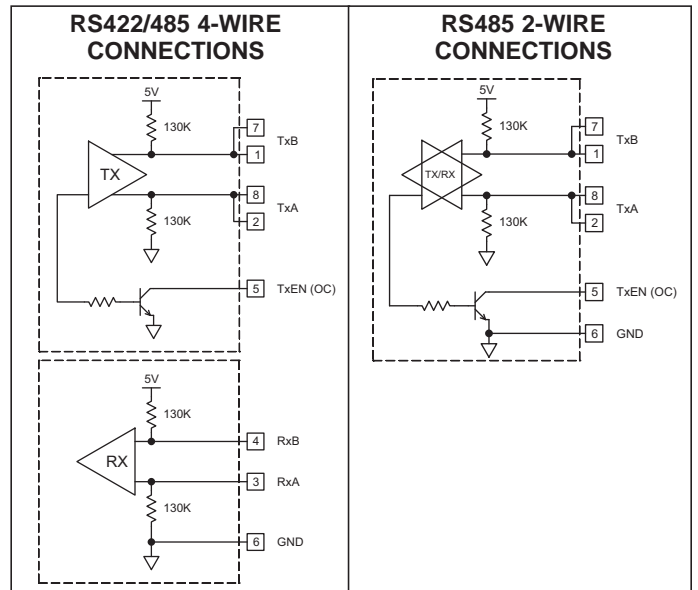 RS422/485 4-WIRE
CONNECTIONS
5V
130K
7
TxB
1
TX
8
TxA
130K
2
5
TxEN (OC)
5V
130K
4
RxB
RX
3
RxA
130K
6
GND
RS485 2-WIRE
CONNECTIONS
5V
130K
7
TxB
1
TX/RX
8
TxA
130K
2
5
TxEN (OC)
6
GND